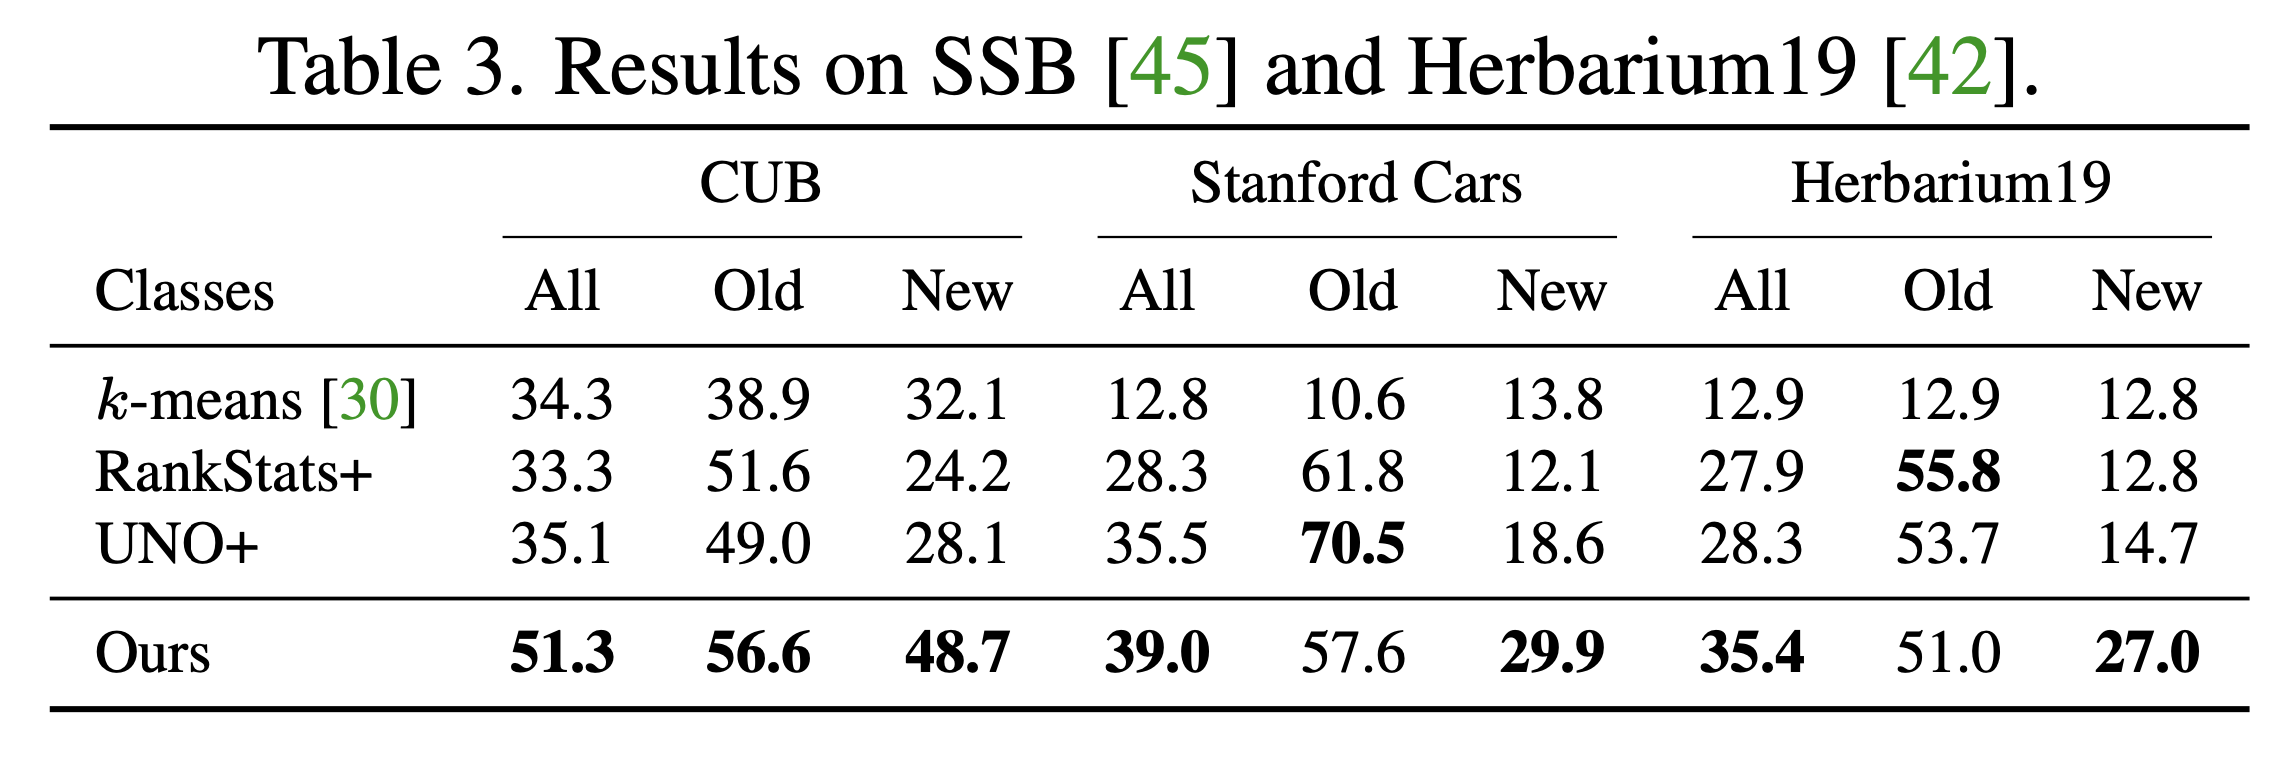 Table 3. Results on SSB [45] and Herbarium19 [42].
CUB Stanford Cars Herbarium19
Classes All Old New All Old New All Old New
k-means [30] 34.3 38.9 32.1 12.8 10.6 13.8 12.9 12.9 12.8
RankStats+ 33.3 51.6 24.2 28.3 61.8 12.1 27.9 55.8 12.8
UNO+ 35.1 49.0 28.1 35.5 70.5 18.6 28.3 53.7 14.7
Ours 51.3 56.6 48.7 39.0 57.6 29.9 35.4 51.0 27.0